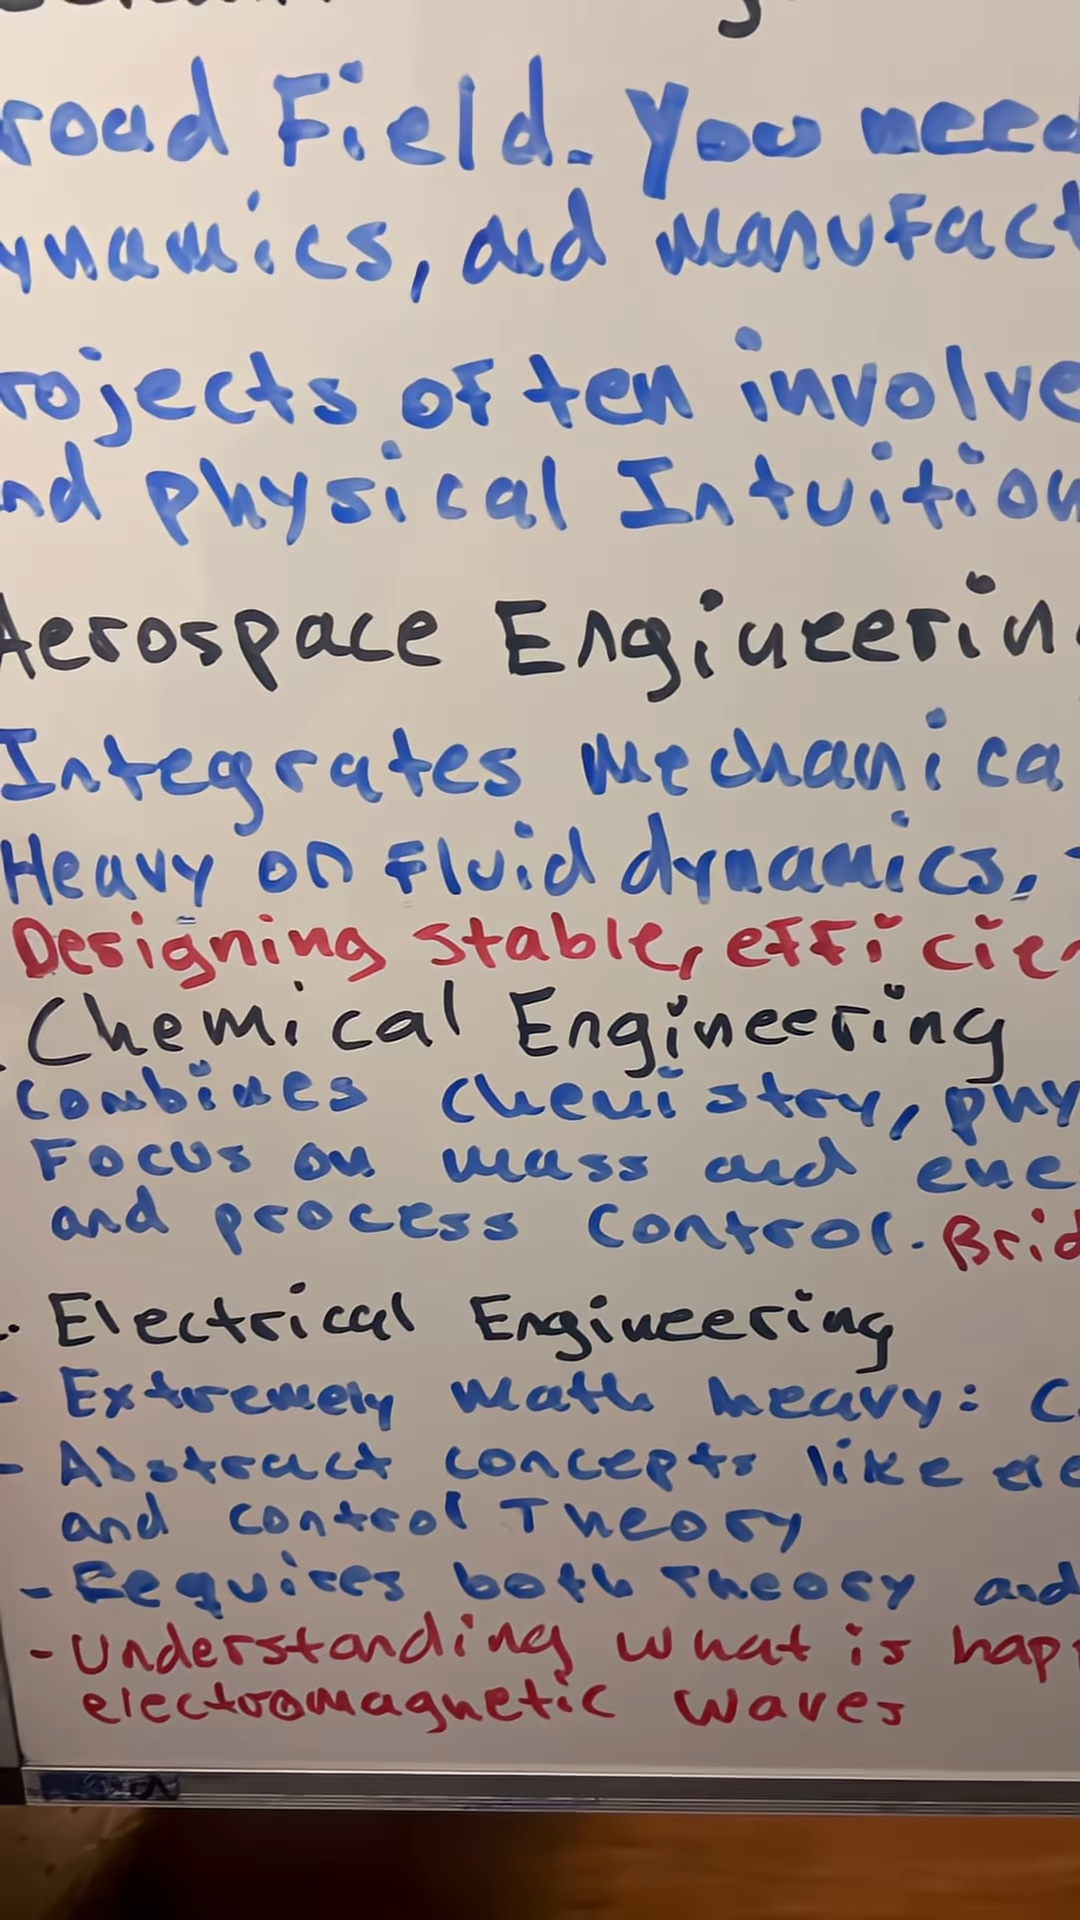 road Field. You need
ynamics, and manufact
rojects often involve
nd physical Intuition
Aerospace Engineerin
Integrates Mechanica
Heavy on Fluid dynamics,
Designing stable, efficie
Chemical Engineering
Combines chemistry, phy
Focus on mass and ene
and process control. Brid
Electrical Engineering
- Extremely math heavy: C
- Abstract concepts like ele
and control Theory
- Requires both Theory and
- Understanding what is happ
electromagnetic waves